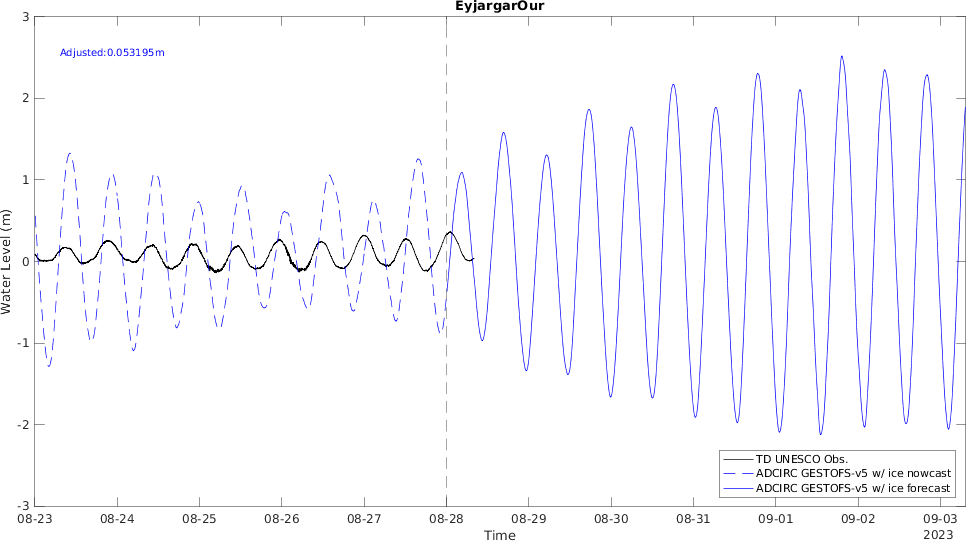 EyjargarOur
Adjusted:0.053195m
Water Level (m)
3
2
1
0
-1
-2
-3
TD UNESCO Obs.
ADCIRC GESTOFS-v5 w/ ice nowcast
ADCIRC GESTOFS-v5 w/ ice forecast
08-23 08-24 08-25 08-26 08-27 08-28 08-29 08-30 08-31 09-01 09-02 09-03
Time
2023